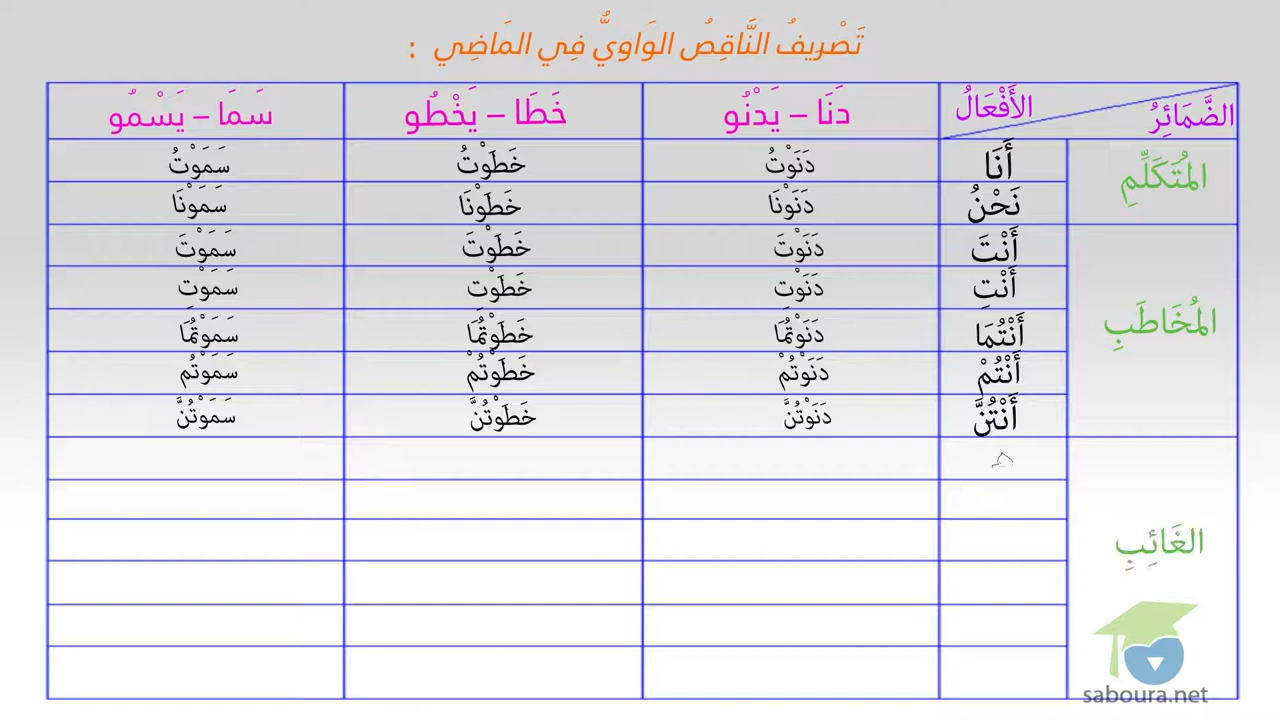 تَصْرِيفُ النَّاقِصُ الوَاوِيُّ فِي المَاضِي :
الضَّمَائِرُ الأَفْعَالُ دَنَا – يَدْنُو خَطَا – يَخْطُو سَمَا – يَسْمُو
المُتَكَلِّمِ
أَنَا دَنَوْتُ خَطَوْتُ سَمَوْتُ
نَحْنُ دَنَوْنَا خَطَوْنَا سَمَوْنَا
المُخَاطَبِ
أَنْتَ دَنَوْتَ خَطَوْتَ سَمَوْتَ
أَنْتِ دَنَوْتِ خَطَوْتِ سَمَوْتِ
أَنْتُمَا دَنَوْتُمَا خَطَوْتُمَا سَمَوْتُمَا
أَنْتُمْ دَنَوْتُمْ خَطَوْتُمْ سَمَوْتُم
أَنْتُنَّ دَنَوْتُنَّ خَطَوْتُنَّ سَمَوْتُنَّ
الغَائِبِ
saboura.net